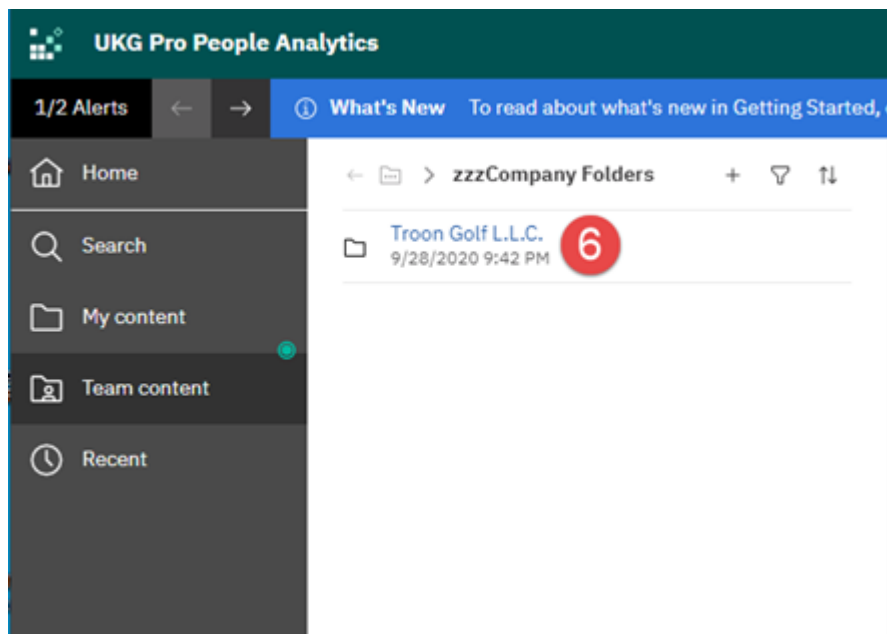 UKG Pro People Analytics
1/2 Alerts
What's New To read about what's new in Getting Started,
Home
zzzCompany Folders
Search
Troon Golf L.L.C.
9/28/2020 9:42 PM
6
My content
Team content
Recent